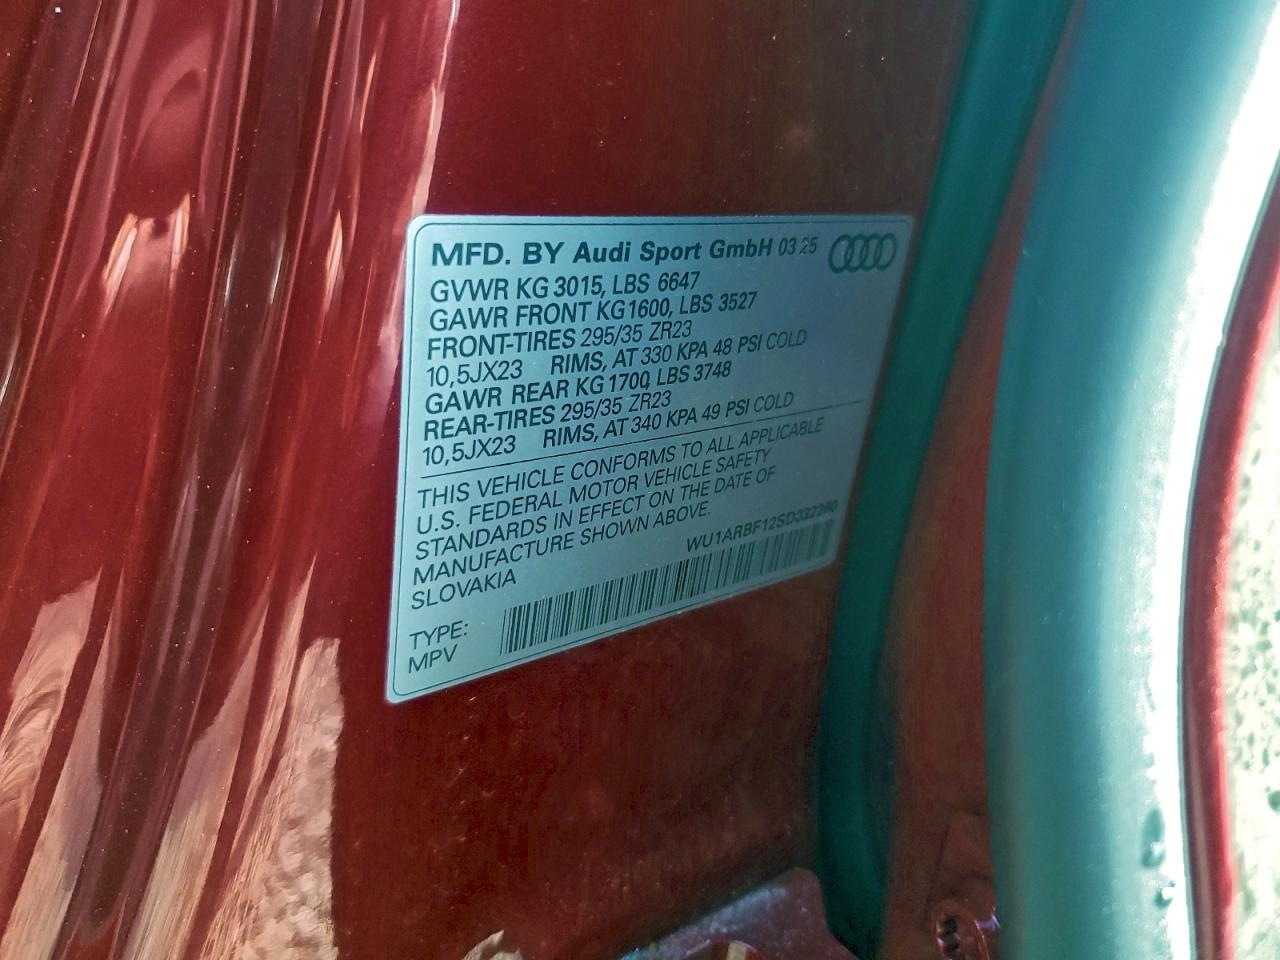 MFD. BY Audi Sport GmbH 03 25
GVWR KG 3015, LBS 6647
GAWR FRONT KG 1600, LBS 3527
FRONT-TIRES 295/35 ZR23
10,5JX23 RIMS, AT 330 KPA 48 PSI COLD
GAWR REAR KG 1700, LBS 3748
REAR-TIRES 295/35 ZR23
10,5JX23 RIMS, AT 340 KPA 49 PSI COLD
THIS VEHICLE CONFORMS TO ALL APPLICABLE
U.S. FEDERAL MOTOR VEHICLE SAFETY
STANDARDS IN EFFECT ON THE DATE OF
MANUFACTURE SHOWN ABOVE.
SLOVAKIA
WU1ARBF12SD032260
TYPE:
MPV